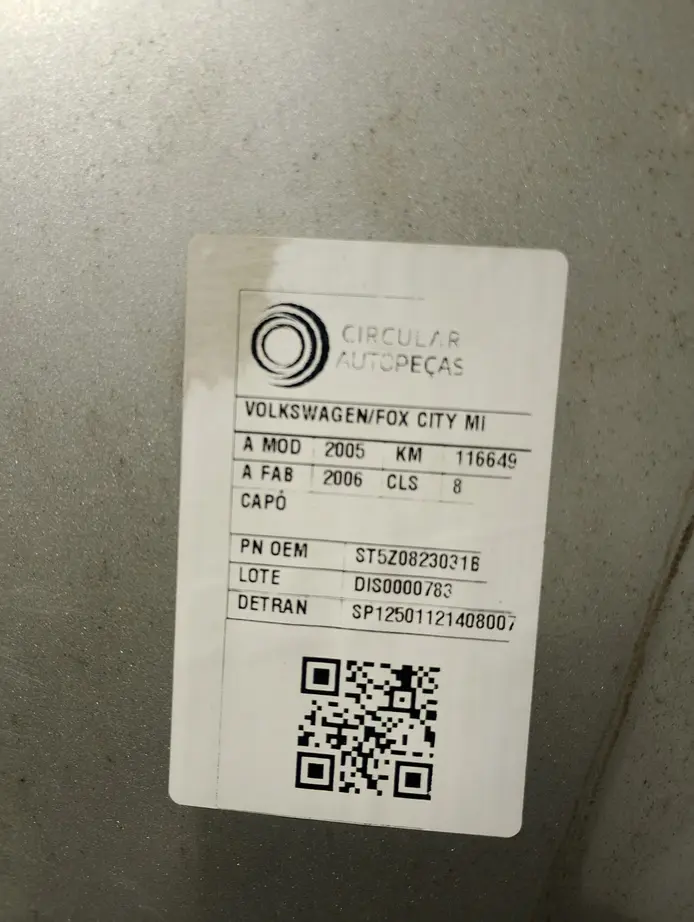 CIRCULAR
AUTOPEÇAS
VOLKSWAGEN/FOX CITY MI
A MOD 2005 KM 116649
A FAB 2006 CLS 8
CAPÔ
PN OEM ST5Z0823031B
LOTE DIS0000783
DETRAN SP12501121408007